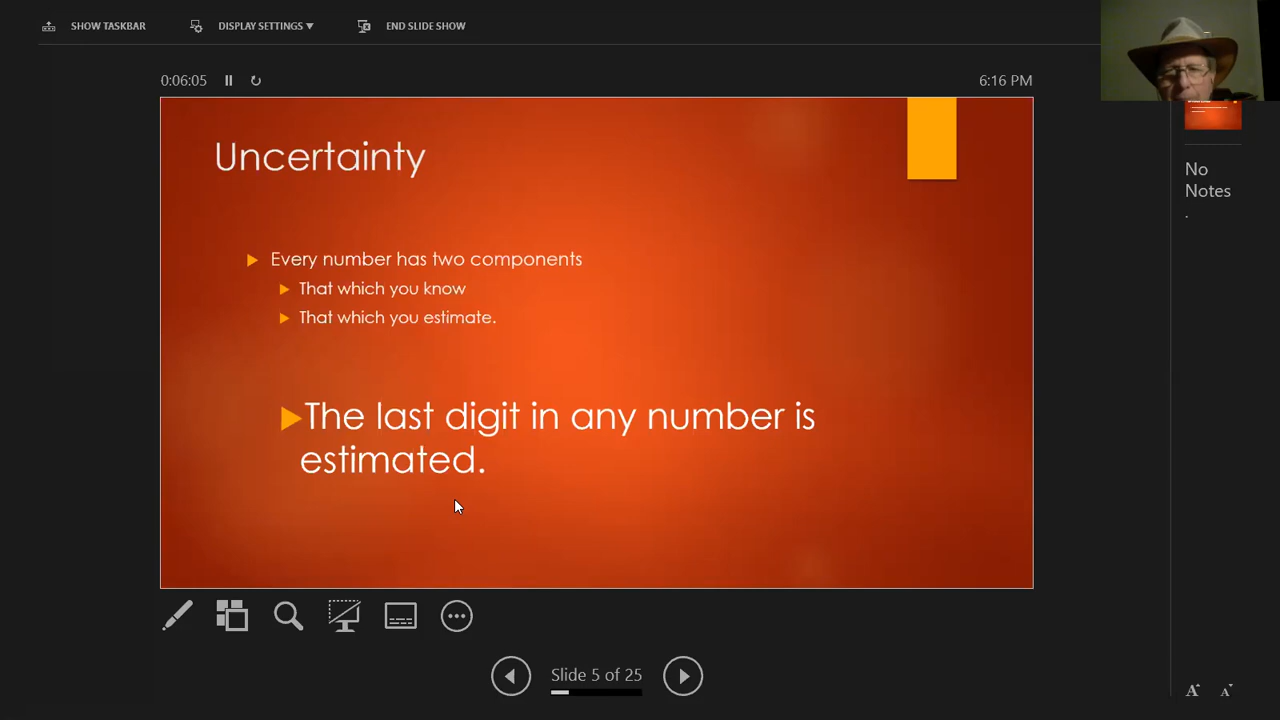 SHOW TASKBAR DISPLAY SETTINGS ▼ END SLIDE SHOW
0:06:05 6:16 PM
Uncertainty
Every number has two components
That which you know
That which you estimate.
The last digit in any number is
estimated.
No
Notes
.
Slide 5 of 25
A A